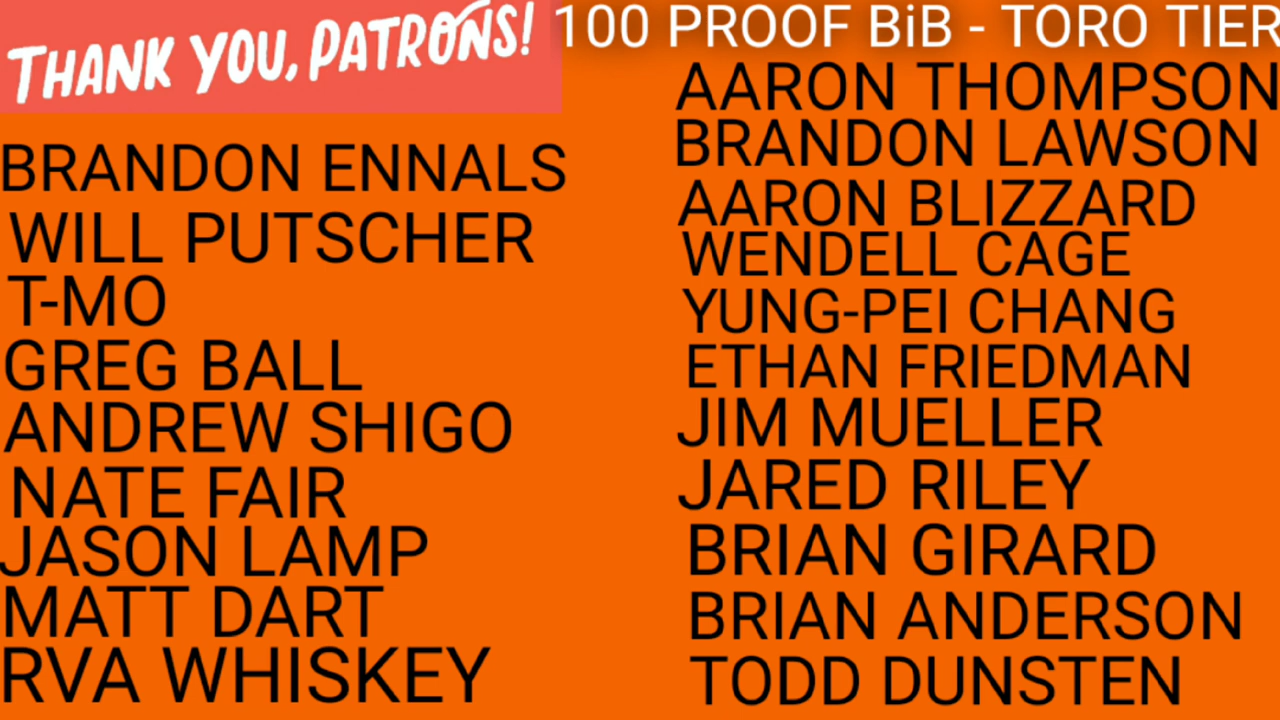 THANK YOU, PATRONS!
BRANDON ENNALS
WILL PUTSCHER
T-MO
GREG BALL
ANDREW SHIGO
NATE FAIR
JASON LAMP
MATT DART
RVA WHISKEY
100 PROOF BiB - TORO TIER
AARON THOMPSON
BRANDON LAWSON
AARON BLIZZARD
WENDELL CAGE
YUNG-PEI CHANG
ETHAN FRIEDMAN
JIM MUELLER
JARED RILEY
BRIAN GIRARD
BRIAN ANDERSON
TODD DUNSTEN